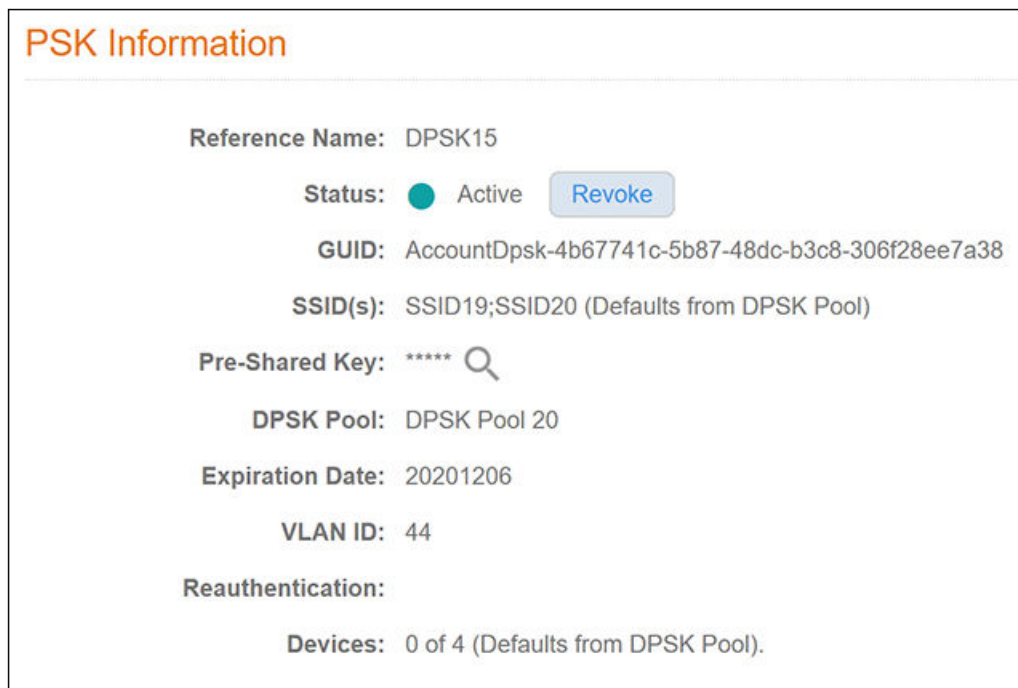 PSK Information
Reference Name: DPSK15
Status: Active Revoke
GUID: AccountDpsk-4b67741c-5b87-48dc-b3c8-306f28ee7a38
SSID(s): SSID19;SSID20 (Defaults from DPSK Pool)
Pre-Shared Key: *****
DPSK Pool: DPSK Pool 20
Expiration Date: 20201206
VLAN ID: 44
Reauthentication:
Devices: 0 of 4 (Defaults from DPSK Pool).